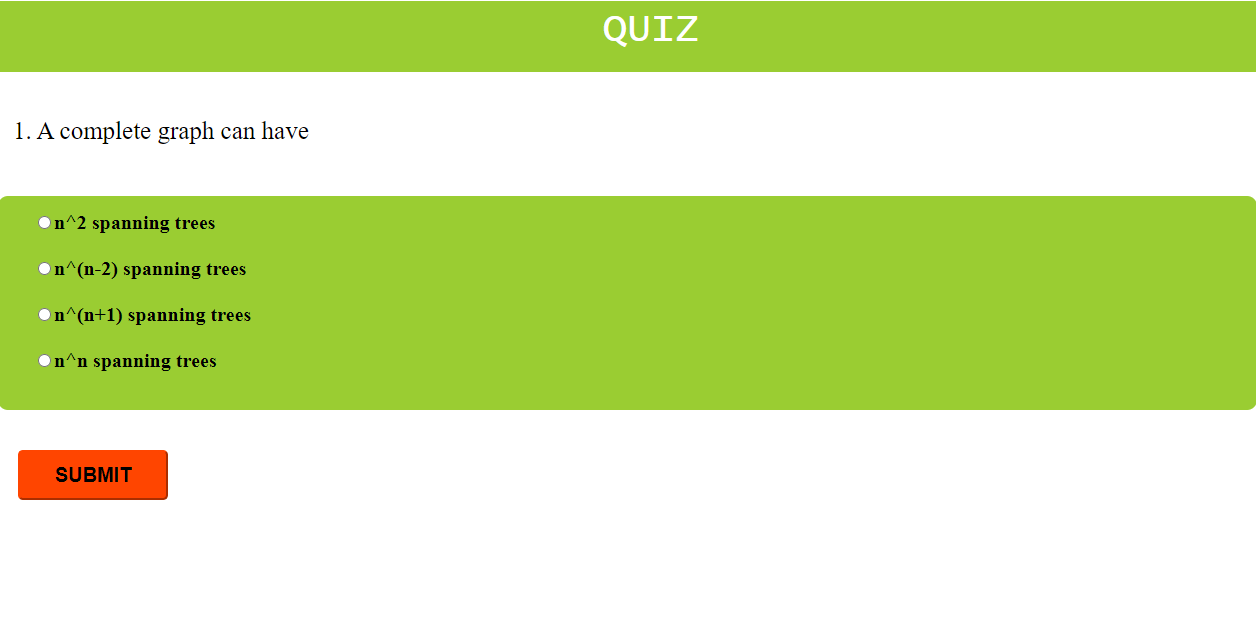 QUIZ
1. A complete graph can have
n^2 spanning trees
n^(n-2) spanning trees
n^(n+1) spanning trees
n^n spanning trees
SUBMIT